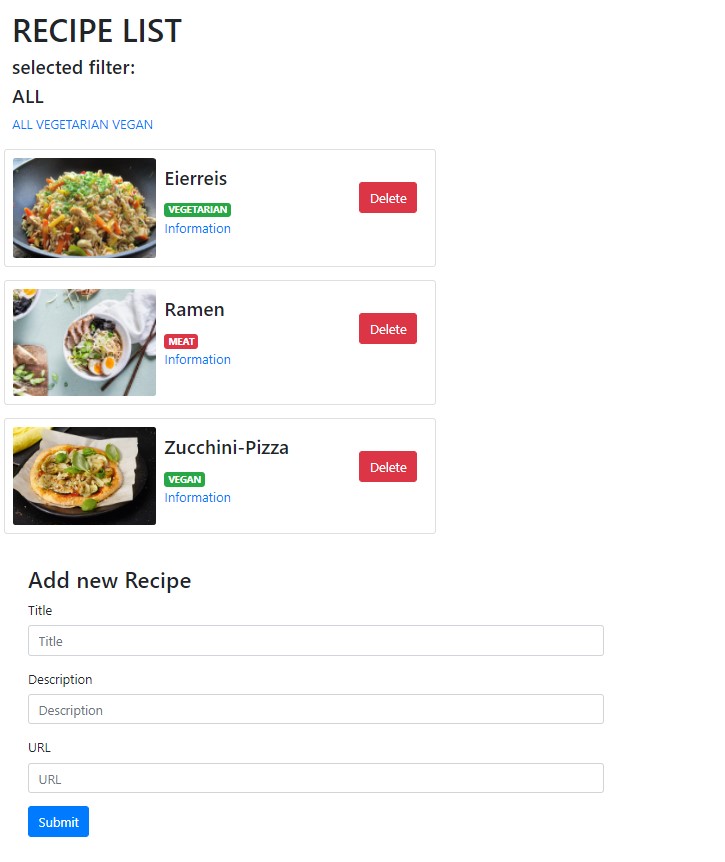 RECIPE LIST
selected filter:
ALL
ALL VEGETARIAN VEGAN
Eierreis
VEGETARIAN
Information
Delete
Ramen
MEAT
Information
Delete
Zucchini-Pizza
VEGAN
Information
Delete
Add new Recipe
Title
Title
Description
Description
URL
URL
Submit